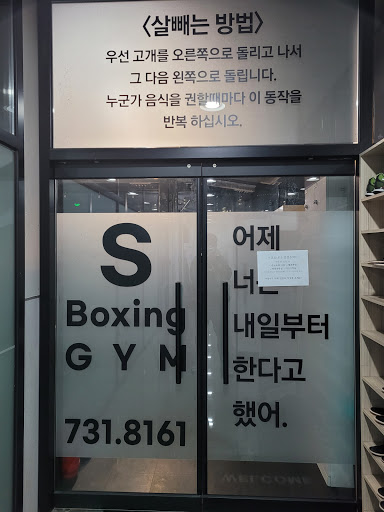 <살빼는 방법>
우선 고개를 오른쪽으로 돌리고 나서
그 다음 왼쪽으로 돌립니다.
누군가 음식을 권할때마다 이 동작을
반복 하십시오.
S
Boxing
GYM
731.8161
어제
너는
내일부터
한다고
했어.
WELCOME